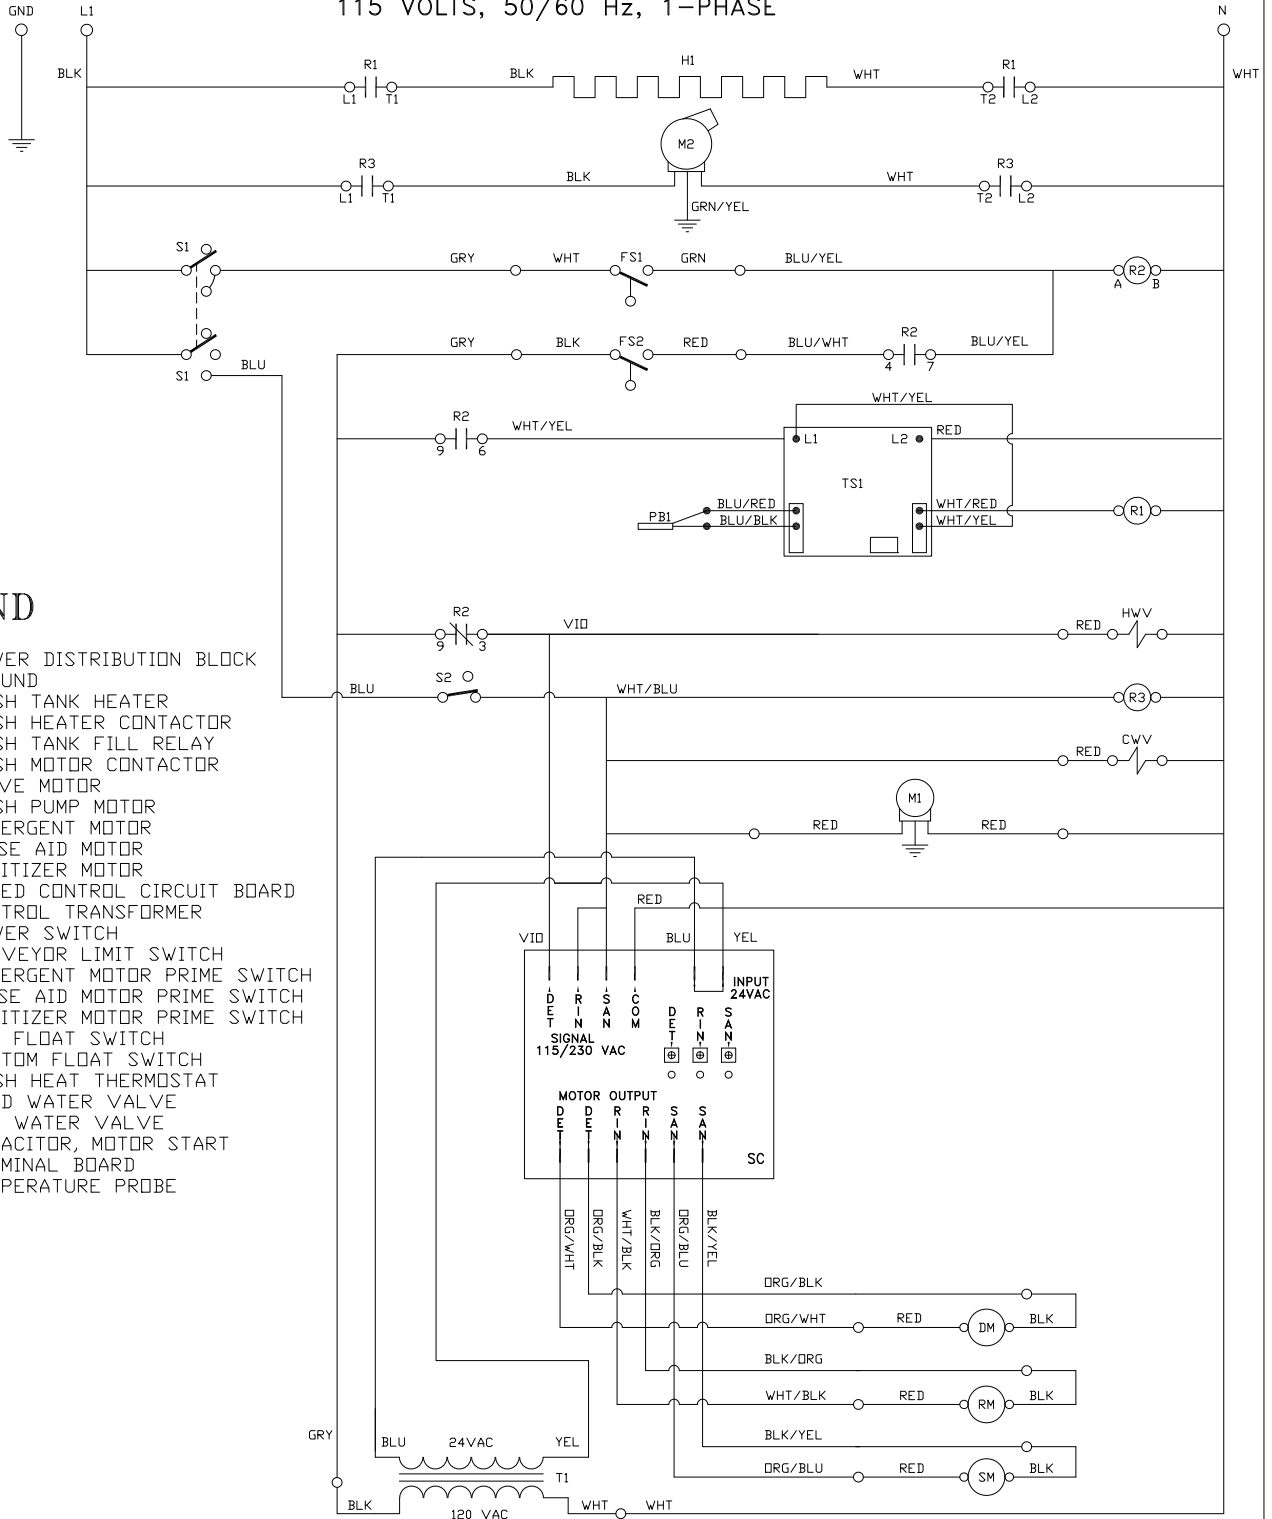 115 VOLTS, 50/60 Hz, 1-PHASE
GND
L1
N
BLK
R1
BLK
H1
WHT
R1
WHT
L1
T1
T2
L2
M2
R3
BLK
WHT
R3
L1
T1
GRN/YEL
T2
L2
S1
GRY
WHT
FS1
GRN
BLU/YEL
R2
A
B
GRY
BLK
FS2
RED
BLU/WHT
R2
BLU/YEL
4
7
S1
BLU
WHT/YEL
R2
WHT/YEL
L1
L2
RED
9
6
TS1
BLU/RED
WHT/RED
PB1
BLU/BLK
WHT/YEL
R1
ND
R2
VIO
RED
HWV
9
3
VER DISTRIBUTION BLOCK
UND
SH TANK HEATER
SH HEATER CONTACTOR
SH TANK FILL RELAY
SH MOTOR CONTACTOR
VE MOTOR
SH PUMP MOTOR
ERGENT MOTOR
SE AID MOTOR
ITIZER MOTOR
ED CONTROL CIRCUIT BOARD
TROL TRANSFORMER
ER SWITCH
VEYOR LIMIT SWITCH
ERGENT MOTOR PRIME SWITCH
SE AID MOTOR PRIME SWITCH
ITIZER MOTOR PRIME SWITCH
FLOAT SWITCH
TOM FLOAT SWITCH
SH HEAT THERMOSTAT
D WATER VALVE
WATER VALVE
ACITOR, MOTOR START
MINAL BOARD
PERATURE PROBE
BLU
S2
WHT/BLU
R3
RED
CWV
M1
RED
RED
RED
VIO
BLU
YEL
INPUT
24VAC
DET
RIN
SAN
COM
DET
RIN
SAN
SIGNAL
115/230 VAC
MOTOR OUTPUT
DET
DET
RIN
RIN
SAN
SAN
SC
ORG/WHT
ORG/BLK
WHT/BLK
BLK/ORG
ORG/BLU
BLK/YEL
ORG/BLK
ORG/WHT
RED
DM
BLK
BLK/ORG
WHT/BLK
RED
RM
BLK
BLK/YEL
ORG/BLU
RED
SM
BLK
GRY
BLU
24VAC
YEL
T1
BLK
120 VAC
WHT
WHT